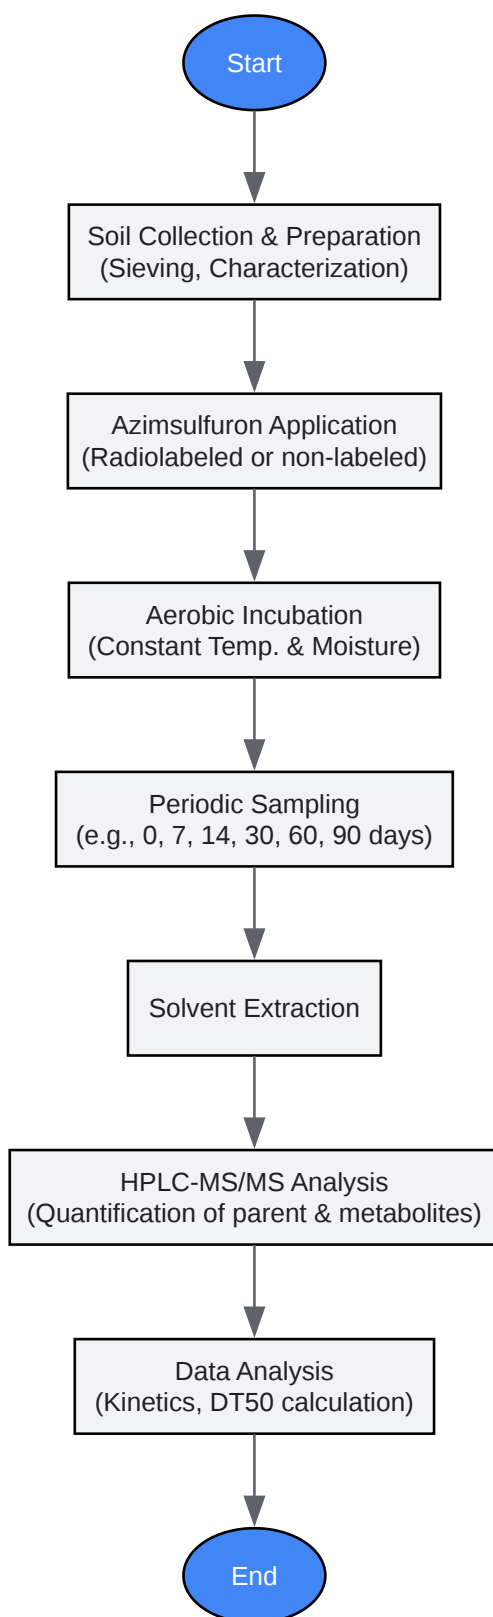 Start
Soil Collection & Preparation
(Sieving, Characterization)
Azimsulfuron Application
(Radiolabeled or non-labeled)
Aerobic Incubation
(Constant Temp. & Moisture)
Periodic Sampling
(e.g., 0, 7, 14, 30, 60, 90 days)
Solvent Extraction
HPLC-MS/MS Analysis
(Quantification of parent & metabolites)
Data Analysis
(Kinetics, DT50 calculation)
End